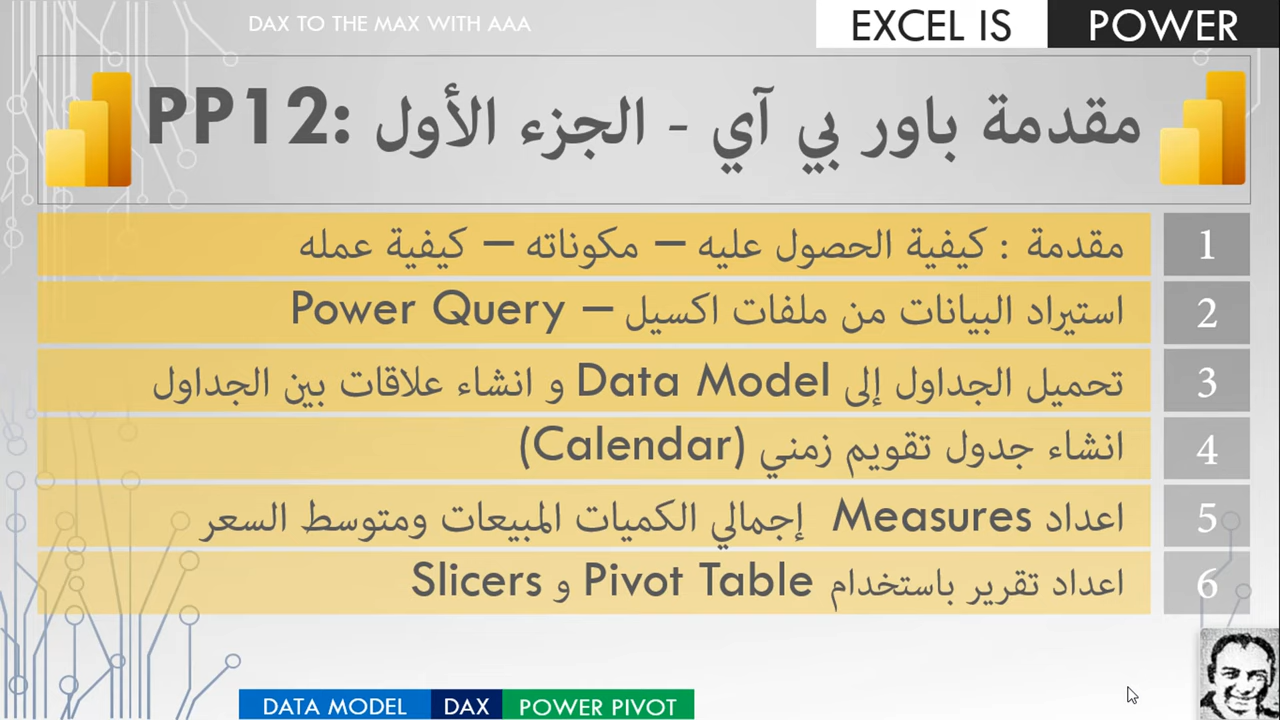 DAX TO THE MAX WITH AAA
EXCEL IS POWER
PP12: مقدمة باور بي آي - الجزء الأول
1 مقدمة : كيفية الحصول عليه – مكوناته – كيفية عمله
2 استيراد البيانات من ملفات اكسيل – Power Query
3 تحميل الجداول إلى Data Model و انشاء علاقات بين الجداول
4 انشاء جدول تقويم زمني (Calendar)
5 اعداد Measures إجمالي الكميات المبيعات ومتوسط السعر
6 اعداد تقرير باستخدام Pivot Table و Slicers
DATA MODEL DAX POWER PIVOT